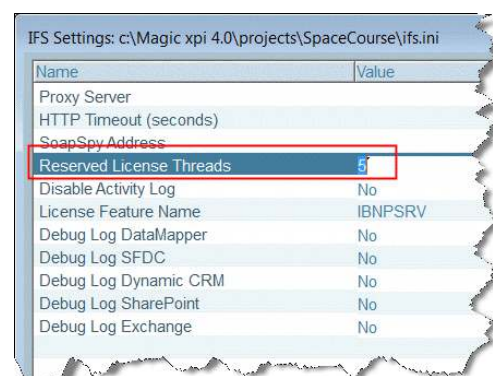 IFS Settings: c:\Magic xpi 4.0\projects\SpaceCourse\ifs.ini
Name Value
Proxy Server
HTTP Timeout (seconds)
SoapSpy Address
Reserved License Threads 5
Disable Activity Log No
License Feature Name IBNPSRV
Debug Log DataMapper No
Debug Log SFDC No
Debug Log Dynamic CRM No
Debug Log SharePoint No
Debug Log Exchange No